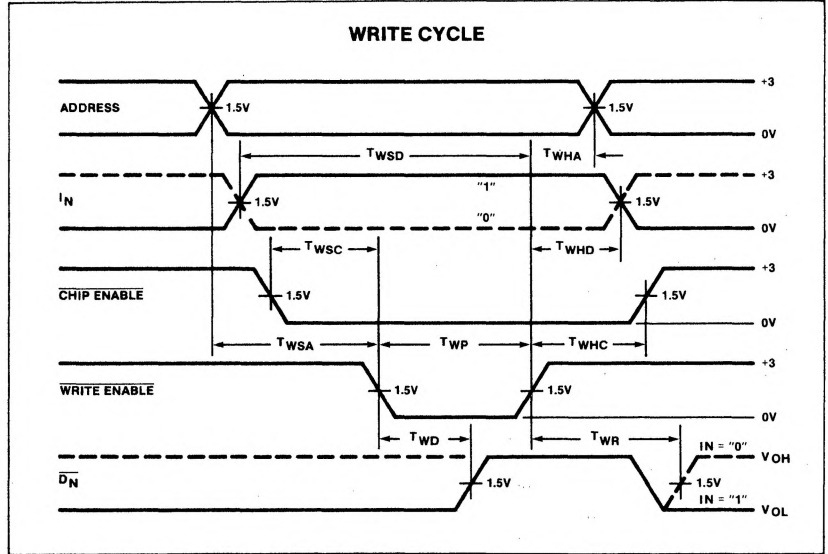 WRITE CYCLE
+3
ADDRESS
1.5V
1.5V
0V
TWSD
TWHA
+3
IN
"1"
1.5V
1.5V
"0"
0V
TWSC
TWHD
+3
CHIP ENABLE
1.5V
1.5V
0V
TWSA
TWP
TWHC
+3
WRITE ENABLE
1.5V
1.5V
0V
TWD
TWR
IN = "0"
VOH
DN
1.5V
1.5V
IN = "1"
VOL